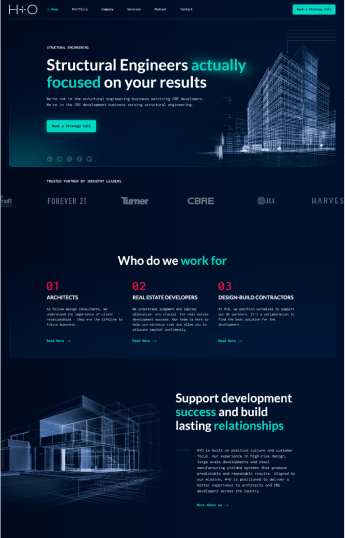 H+O
Home Portfolio Company Services Podcast Contact Book a Strategy Call
STRUCTURAL ENGINEERING
Structural Engineers actually
focused on your results
We're not in the structural engineering business servicing CRE developers.
We're in the CRE development business serving structural engineering.
Book a Strategy Call
TRUSTED PARTNER BY INDUSTRY LEADERS
FOREVER 21 Turner CBRE JLL HARVES
Who do we work for
01 02 03
ARCHITECTS REAL ESTATE DEVELOPERS DESIGN-BUILD CONTRACTORS
As fellow design consultants, we We understand judgment and capital At H+O, we position ourselves to support
understand the importance of client allocation are crucial for real estate our GC partners. It's a collaboration to
relationships - they are the lifeline to development success. Our team is here to find the best solution for the
future business. help you minimize risk and allow you to development.
allocate capital confidently.
Read More Read More Read More
Support development
success and build
lasting relationships
H+O is built on positive culture and customer
focus. Our experience in high-rise design,
large scale developments and steel
manufacturing yielded systems that produce
predictable and repeatable results. Aligned by
our mission, H+O is positioned to deliver a
better experience to architects and CRE
developers across the country.
More About us